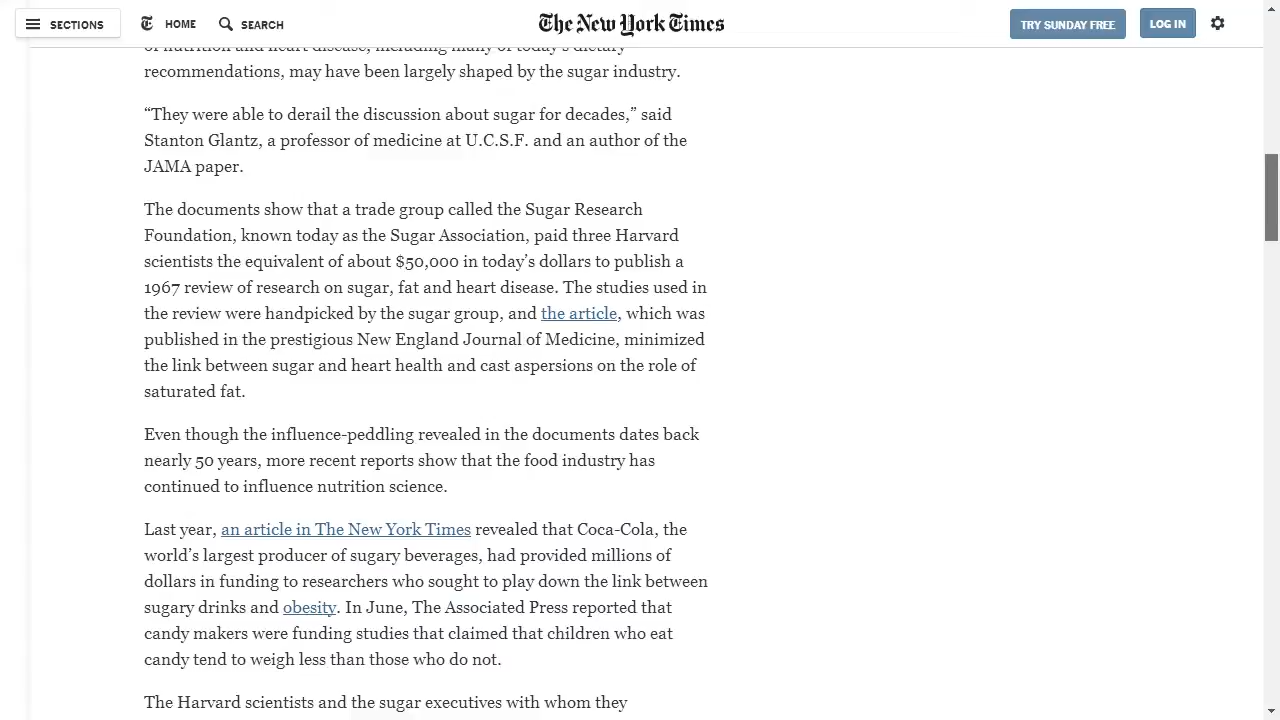 SECTIONS HOME SEARCH The New York Times TRY SUNDAY FREE LOG IN
of nutrition and heart disease, including many of today's dietary
recommendations, may have been largely shaped by the sugar industry.
“They were able to derail the discussion about sugar for decades,” said
Stanton Glantz, a professor of medicine at U.C.S.F. and an author of the
JAMA paper.
The documents show that a trade group called the Sugar Research
Foundation, known today as the Sugar Association, paid three Harvard
scientists the equivalent of about $50,000 in today’s dollars to publish a
1967 review of research on sugar, fat and heart disease. The studies used in
the review were handpicked by the sugar group, and the article, which was
published in the prestigious New England Journal of Medicine, minimized
the link between sugar and heart health and cast aspersions on the role of
saturated fat.
Even though the influence-peddling revealed in the documents dates back
nearly 50 years, more recent reports show that the food industry has
continued to influence nutrition science.
Last year, an article in The New York Times revealed that Coca-Cola, the
world’s largest producer of sugary beverages, had provided millions of
dollars in funding to researchers who sought to play down the link between
sugary drinks and obesity. In June, The Associated Press reported that
candy makers were funding studies that claimed that children who eat
candy tend to weigh less than those who do not.
The Harvard scientists and the sugar executives with whom they